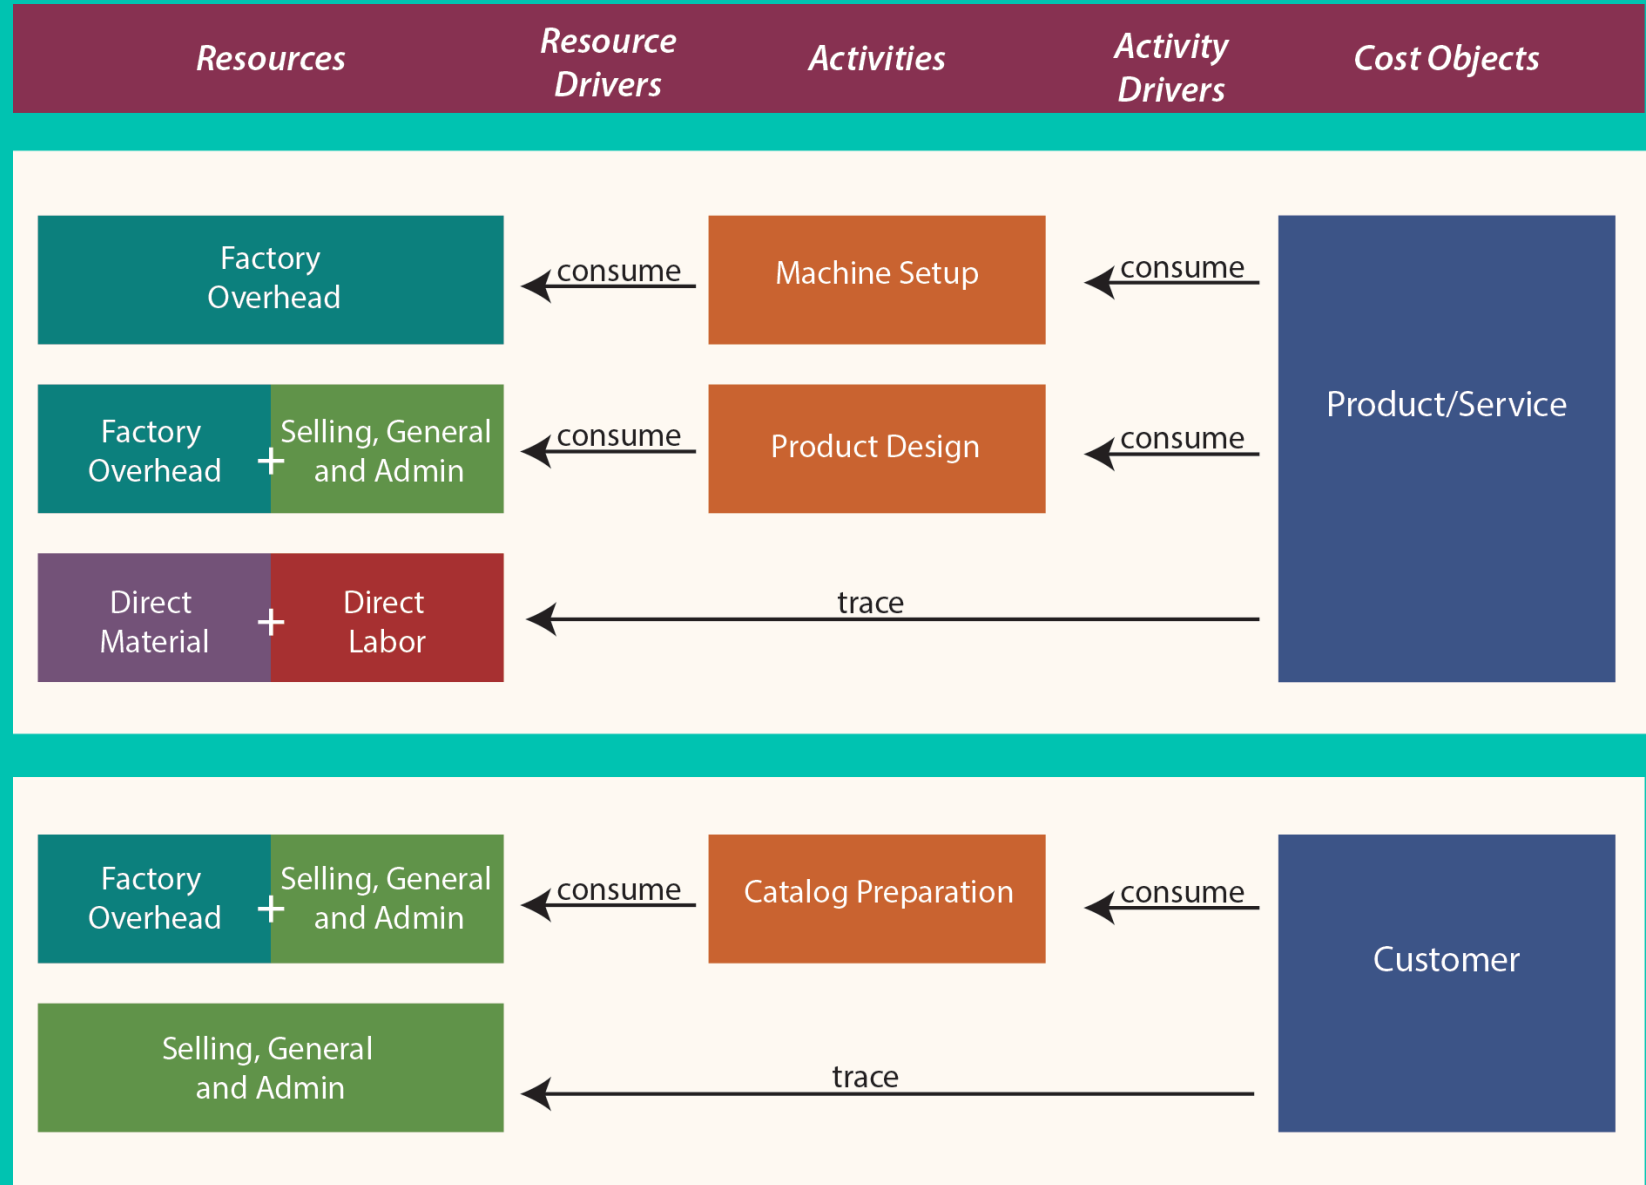 Resources
Resource
Drivers
Activities
Activity
Drivers
Cost Objects
Factory
Overhead
consume
Machine Setup
consume
Product/Service
Factory
Overhead
+
Selling, General
and Admin
consume
Product Design
consume
Direct
Material
+
Direct
Labor
trace
Factory
Overhead
+
Selling, General
and Admin
consume
Catalog Preparation
consume
Customer
Selling, General
and Admin
trace